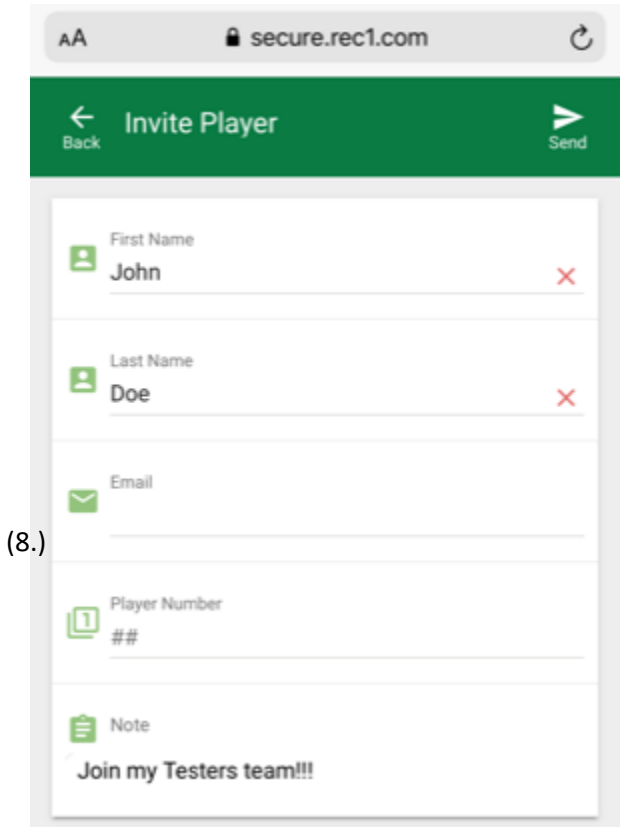 AA secure.rec1.com
Back Invite Player Send
First Name
John
Last Name
Doe
Email
(8.)
Player Number
1 ##
Note
Join my Testers team!!!